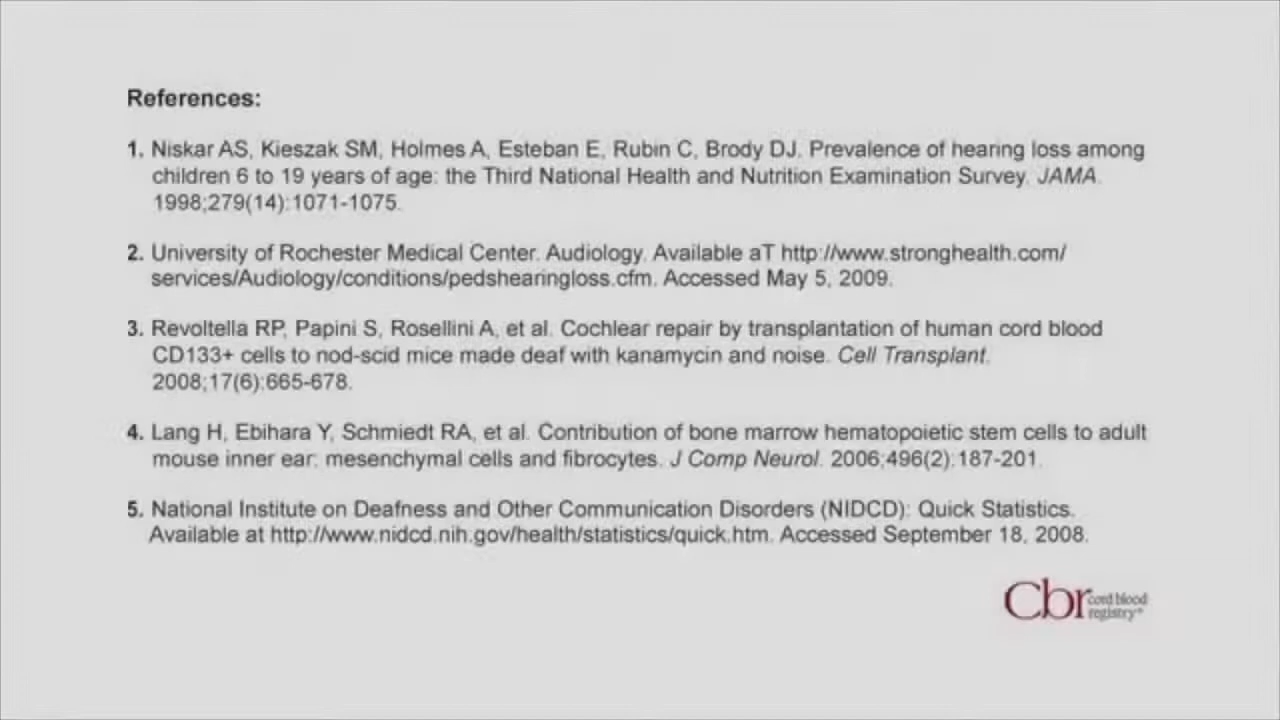 References:
1. Niskar AS, Kieszak SM, Holmes A, Esteban E, Rubin C, Brody DJ. Prevalence of hearing loss among
children 6 to 19 years of age: the Third National Health and Nutrition Examination Survey. JAMA.
1998;279(14):1071-1075.
2. University of Rochester Medical Center. Audiology. Available aT http://www.stronghealth.com/
services/Audiology/conditions/pedshearingloss.cfm. Accessed May 5, 2009.
3. Revoltella RP, Papini S, Rosellini A, et al. Cochlear repair by transplantation of human cord blood
CD133+ cells to nod-scid mice made deaf with kanamycin and noise. Cell Transplant.
2008;17(6):665-678.
4. Lang H, Ebihara Y, Schmiedt RA, et al. Contribution of bone marrow hematopoietic stem cells to adult
mouse inner ear: mesenchymal cells and fibrocytes. J Comp Neurol. 2006;496(2):187-201.
5. National Institute on Deafness and Other Communication Disorders (NIDCD): Quick Statistics.
Available at http://www.nidcd.nih.gov/health/statistics/quick.htm. Accessed September 18, 2008.
Cbr cord blood
registry®